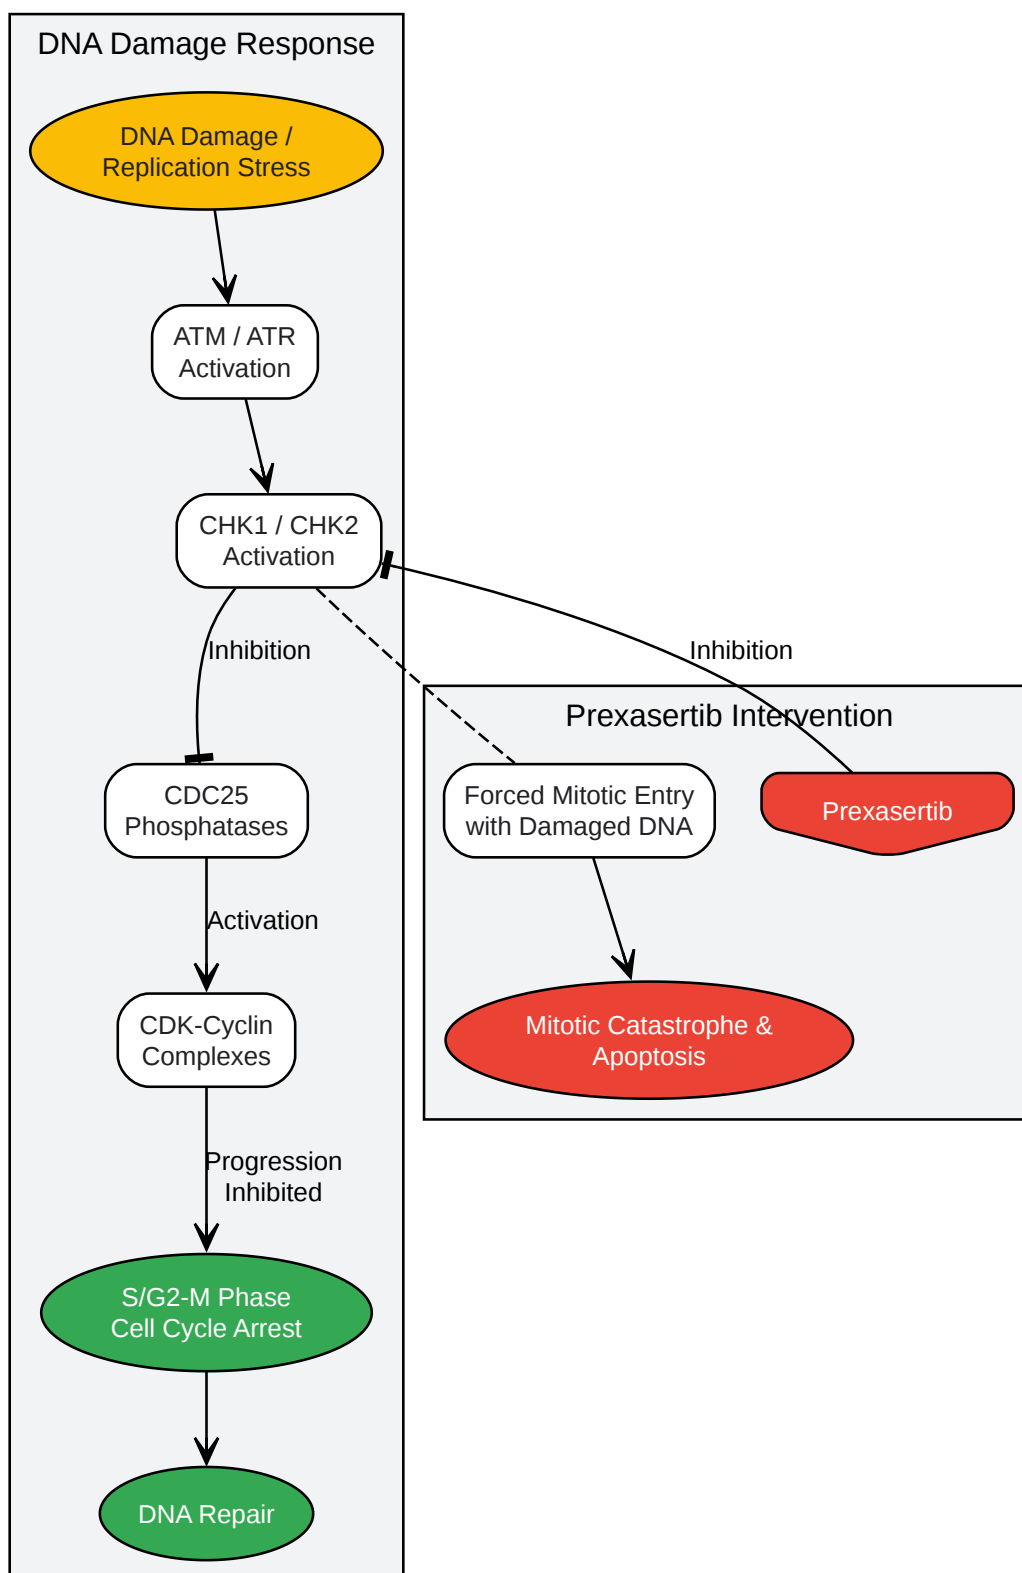 DNA Damage Response
DNA Damage /
Replication Stress
ATM / ATR
Activation
CHK1 / CHK2
Activation
Inhibition
Inhibition
Prexasertib Intervention
CDC25
Phosphatases
Forced Mitotic Entry
with Damaged DNA
Prexasertib
Activation
CDK-Cyclin
Complexes
Mitotic Catastrophe &
Apoptosis
Progression
Inhibited
S/G2-M Phase
Cell Cycle Arrest
DNA Repair